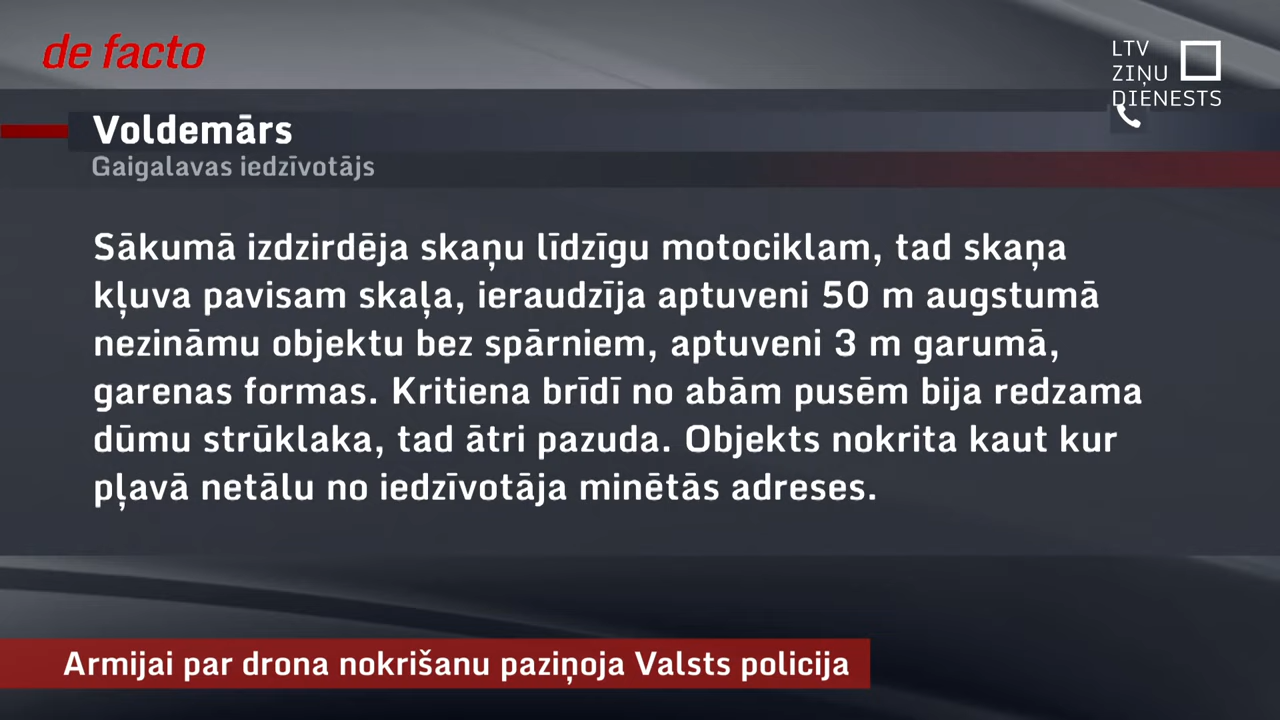 de facto
LTV
ZIŅU
DIENESTS
Voldemārs
Gaigalavas iedzīvotājs
Sākumā izdzirdēja skaņu līdzīgu motociklam, tad skaņa
kļuva pavisam skaļa, ieraudzīja aptuveni 50 m augstumā
nezināmu objektu bez spārniem, aptuveni 3 m garumā,
garenas formas. Kritiena brīdī no abām pusēm bija redzama
dūmu strūklaka, tad ātri pazuda. Objekts nokrita kaut kur
pļavā netālu no iedzīvotāja minētās adreses.
Armijai par drona nokrišanu paziņoja Valsts policija